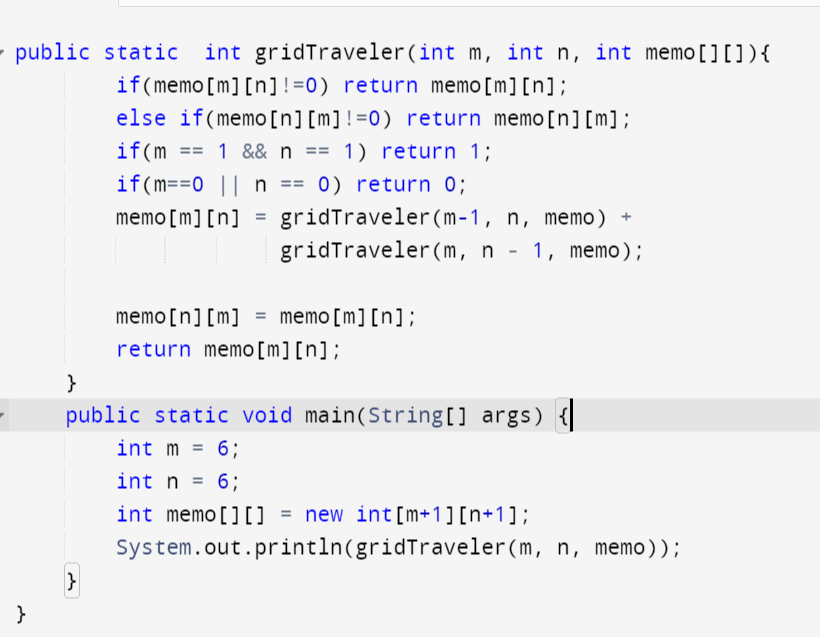 public static  int gridTraveler(int m, int n, int memo[][]){
if(memo[m][n]!=0) return memo[m][n];
else if(memo[n][m]!=0) return memo[n][m];
if(m == 1 && n == 1) return 1;
if(m==0 || n == 0) return 0;
memo[m][n] = gridTraveler(m-1, n, memo) +
gridTraveler(m, n - 1, memo);
memo[n][m] = memo[m][n];
return memo[m][n];
}
public static void main(String[] args) {
int m = 6;
int n = 6;
int memo[][] = new int[m+1][n+1];
System.out.println(gridTraveler(m, n, memo));
}
}